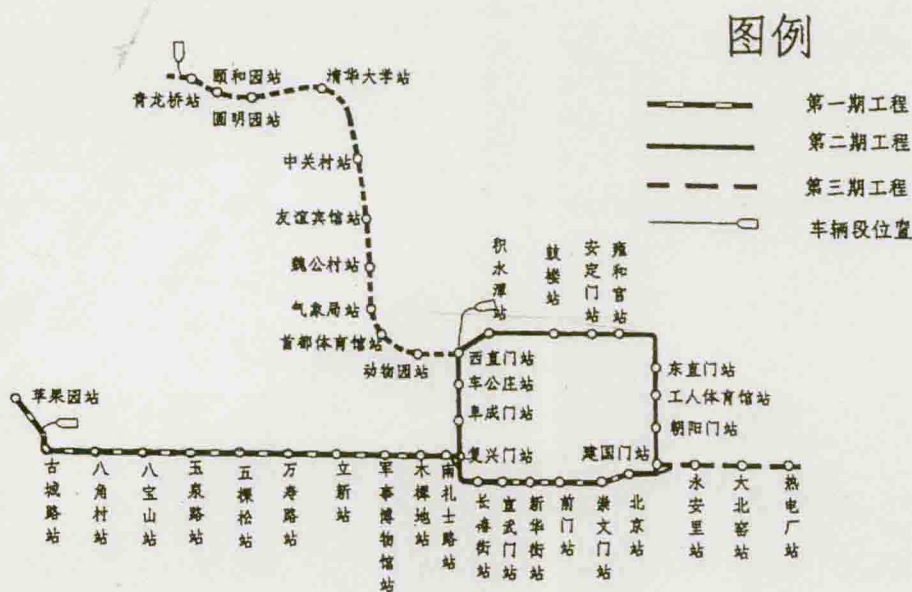 图例
第一期工程
第二期工程
第三期工程
车辆段位置
颐和园站
清华大学站
青龙桥站
圆明园站
中关村站
友谊宾馆站
魏公村站
气象局站
首都体育馆站
动物园站
积水潭站
鼓楼站
安定门站
雍和宫站
西直门站
车公庄站
阜成门站
复兴门站
东直门站
工人体育馆站
朝阳门站
建国门站
苹果园站
古城路站
八角村站
八宝山站
玉泉路站
五棵松站
万寿路站
立新站
军事博物馆站
木樨地站
南礼士路站
长椿街站
宣武门站
新华街站
前门站
崇文门站
北京站
永安里站
大北窑站
热电厂站